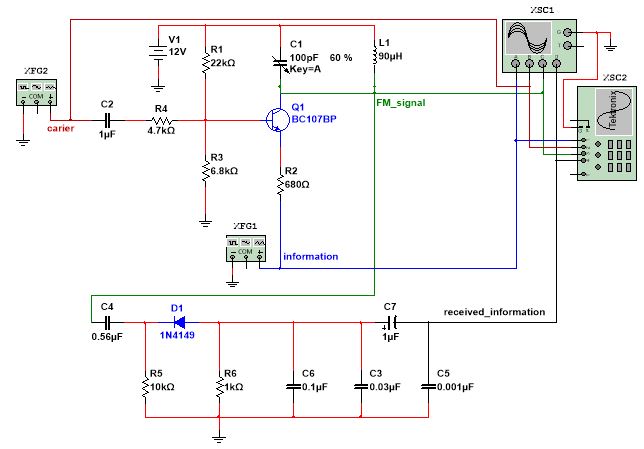 XSC1
G
T
A B C D
V1
12V
R1
22kΩ
C1
100pF 60 %
Key=A
L1
90µH
XFG2
COM
XSC2
Tektronix
FM_signal
carier
C2
1µF
R4
4.7kΩ
Q1
BC107BP
R3
6.8kΩ
R2
680Ω
XFG1
COM
information
C4
0.56µF
D1
1N4149
C7
1µF
received_information
R5
10kΩ
R6
1kΩ
C6
0.1µF
C3
0.03µF
C5
0.001µF